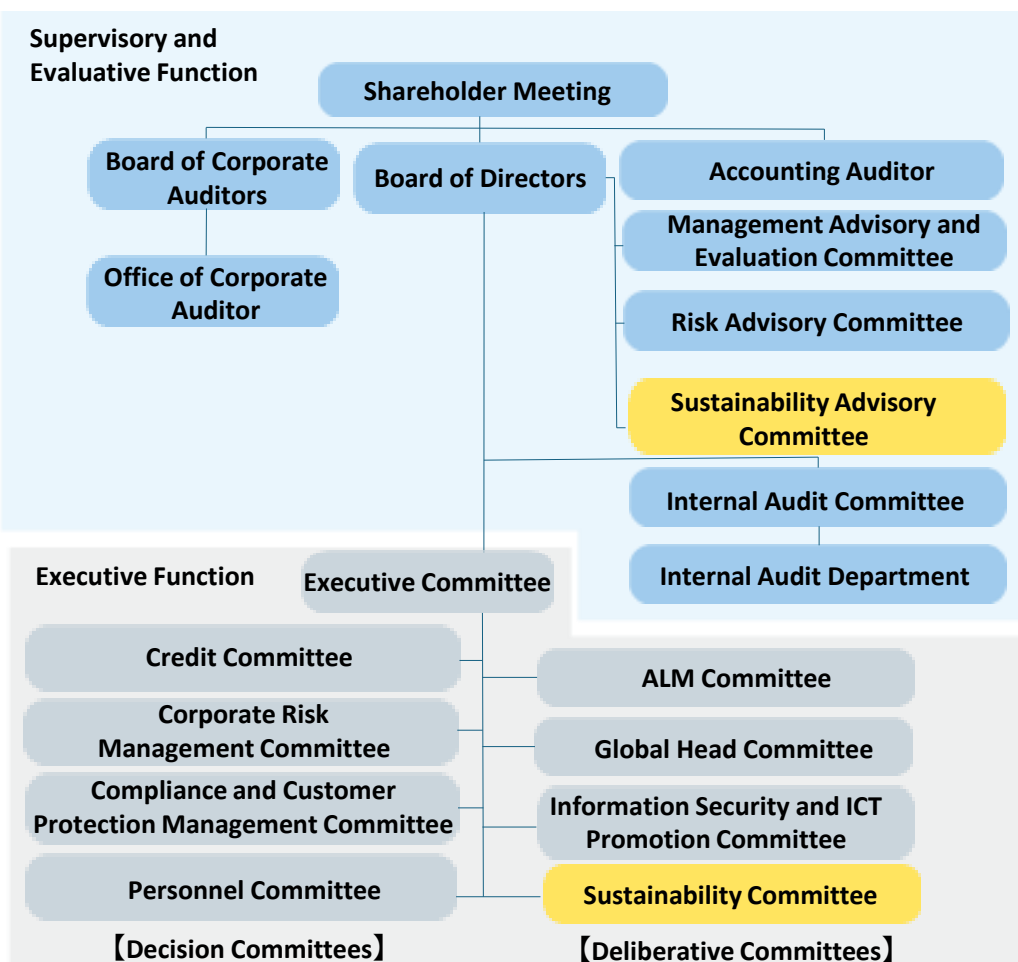 Supervisory and
Evaluative Function
Shareholder Meeting
Board of Corporate
Auditors
Board of Directors
Accounting Auditor
Management Advisory and
Evaluation Committee
Office of Corporate
Auditor
Risk Advisory Committee
Sustainability Advisory
Committee
Internal Audit Committee
Internal Audit Department
Executive Function
Executive Committee
Credit Committee
ALM Committee
Corporate Risk
Management Committee
Global Head Committee
Compliance and Customer
Protection Management Committee
Information Security and ICT
Promotion Committee
Personnel Committee
Sustainability Committee
【Decision Committees】
【Deliberative Committees】